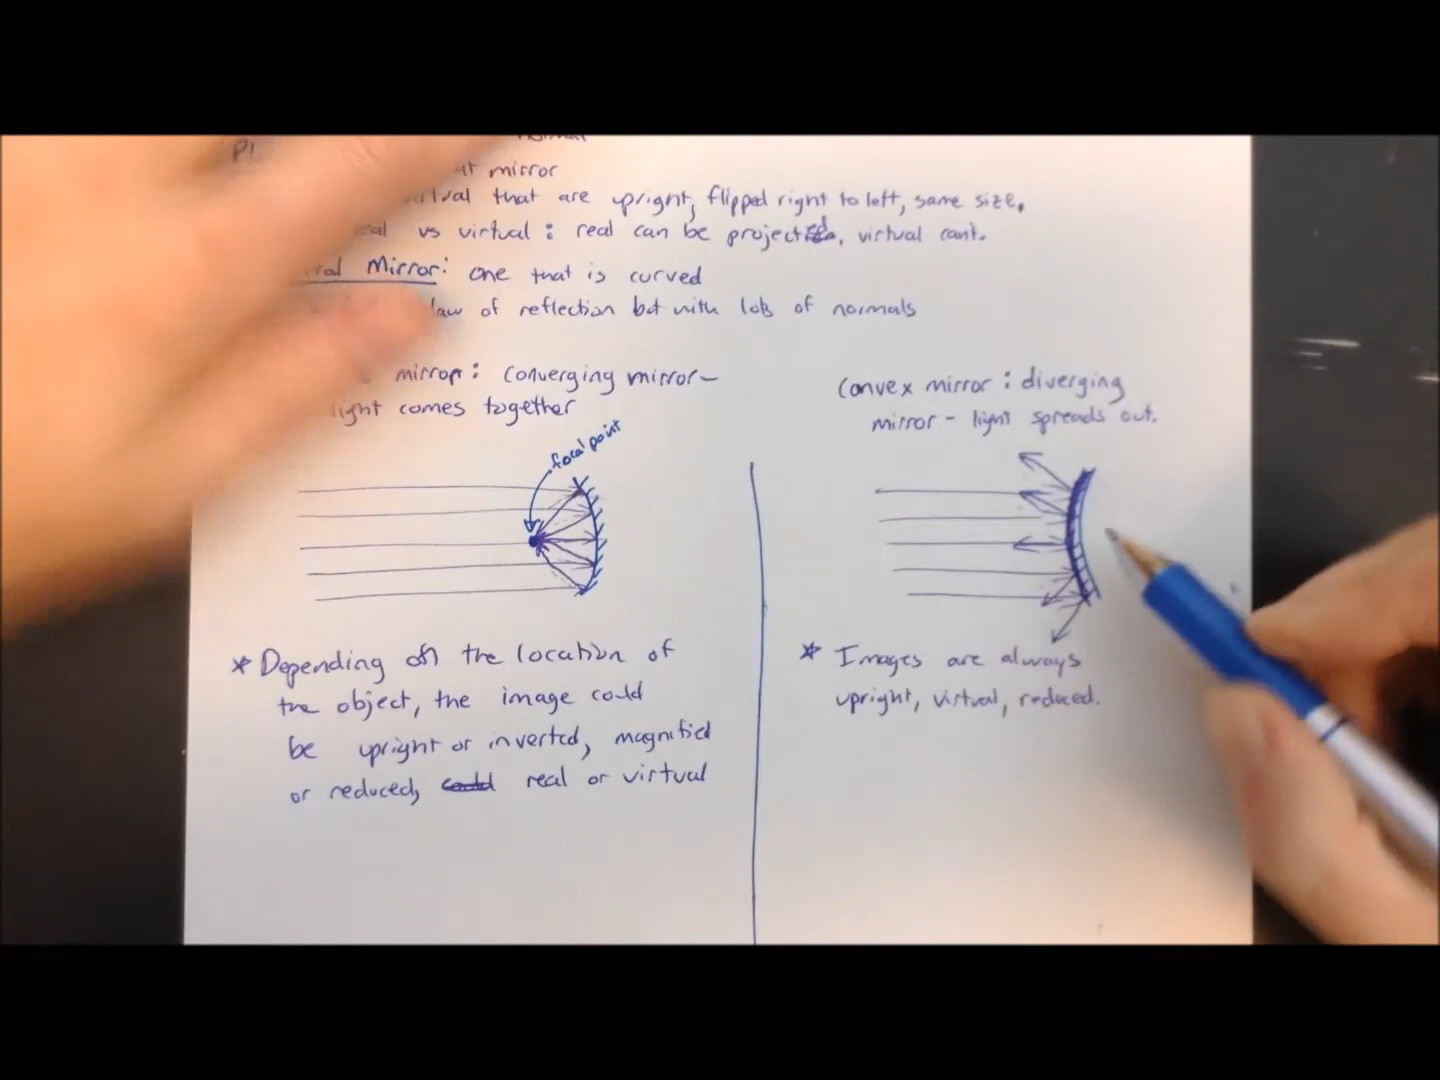 normal
mirror
that are upright, flipped right to left, same size.
vs virtual : real can be projected, virtual cant.
Mirror: one that is curved
law of reflection but with lots of normals
mirror : converging mirror-
light comes together
focal point
Convex mirror : diverging
mirror - light spreads out.
* Depending on the location of
the object, the image could
be upright or inverted, magnified
or reduced, could real or virtual
* Images are always
upright, virtual, reduced.